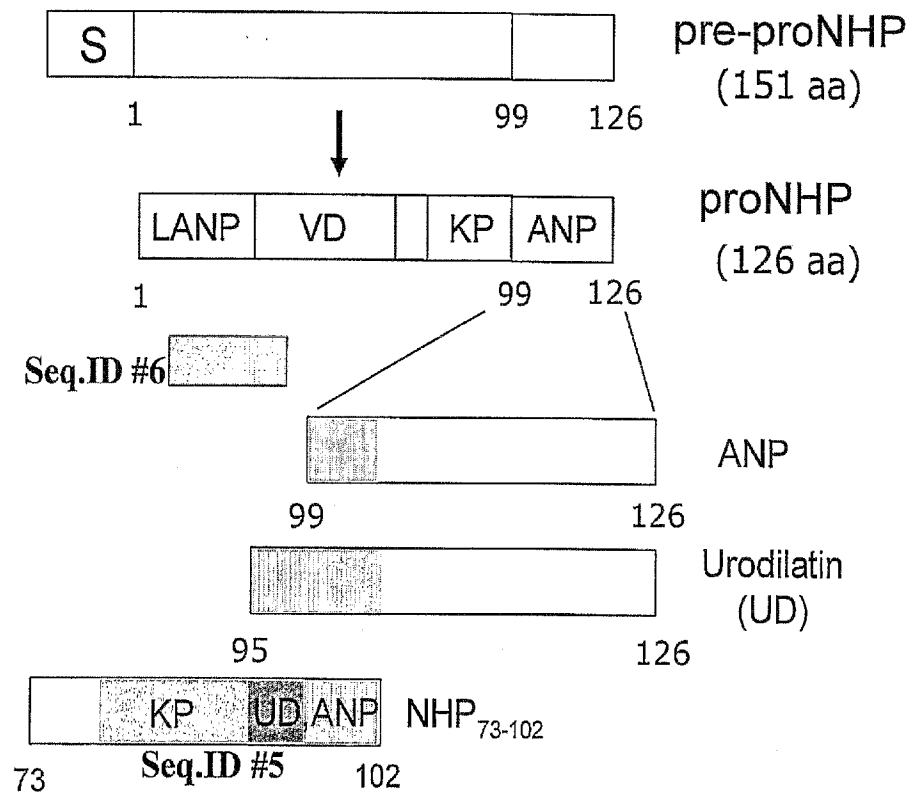 S
pre-proNHP
(151 aa)
1 99 126
LANP VD KP ANP
proNHP
(126 aa)
1 99 126
Seq.ID #6
ANP
99 126
Urodilatin
(UD)
95 126
KP UD ANP
NHP73-102
Seq.ID #5
73 102